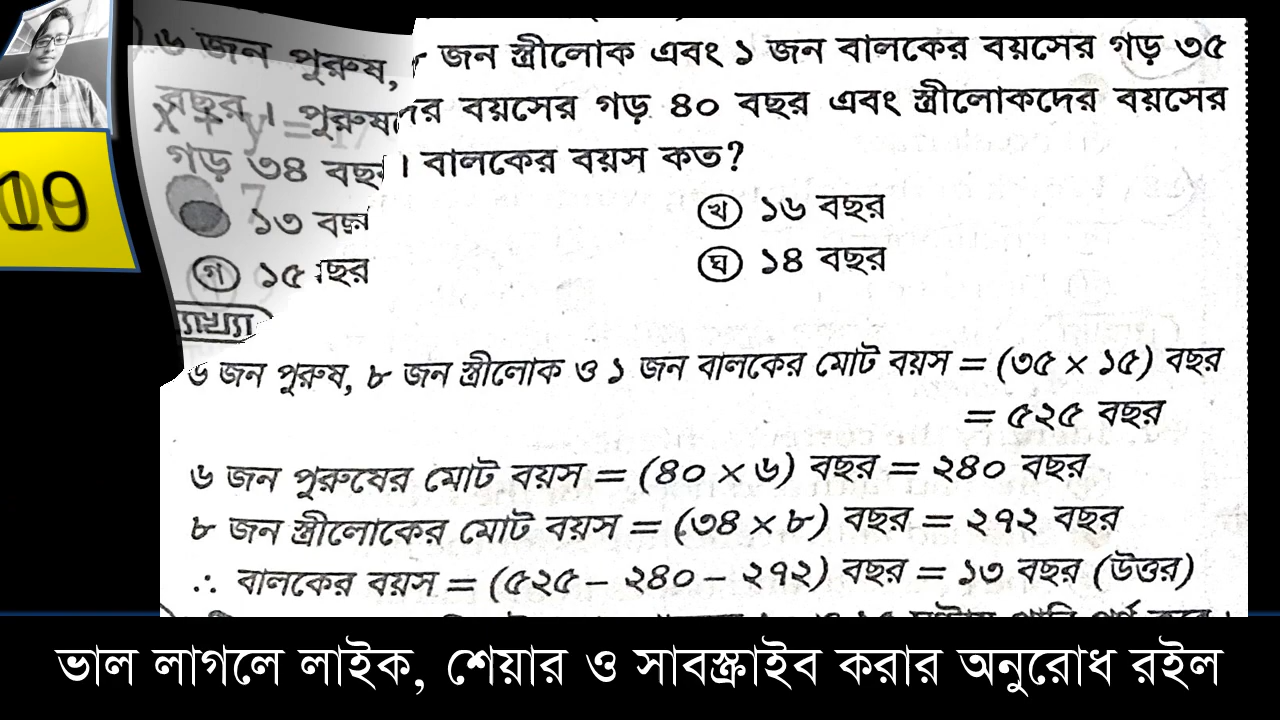 ৬ জন পুরুষ, ৮ জন স্ত্রীলোক এবং ১ জন বালকের বয়সের গড় ৩৫
বছর। পুরুষদের বয়সের গড় ৪০ বছর এবং স্ত্রীলোকদের বয়সের
গড় ৩৪ বছর। বালকের বয়স কত?
১৩ বছর
খ ১৬ বছর
গ ১৫ বছর
ঘ ১৪ বছর
ব্যাখ্যা
৬ জন পুরুষ, ৮ জন স্ত্রীলোক ও ১ জন বালকের মোট বয়স = (৩৫ × ১৫) বছর
= ৫২৫ বছর
৬ জন পুরুষের মোট বয়স = (৪০ × ৬) বছর = ২৪০ বছর
৮ জন স্ত্রীলোকের মোট বয়স = (৩৪ × ৮) বছর = ২৭২ বছর
∴ বালকের বয়স = (৫২৫ – ২৪০ – ২৭২) বছর = ১৩ বছর (উত্তর)
ভাল লাগলে লাইক, শেয়ার ও সাবস্ক্রাইব করার অনুরোধ রইল